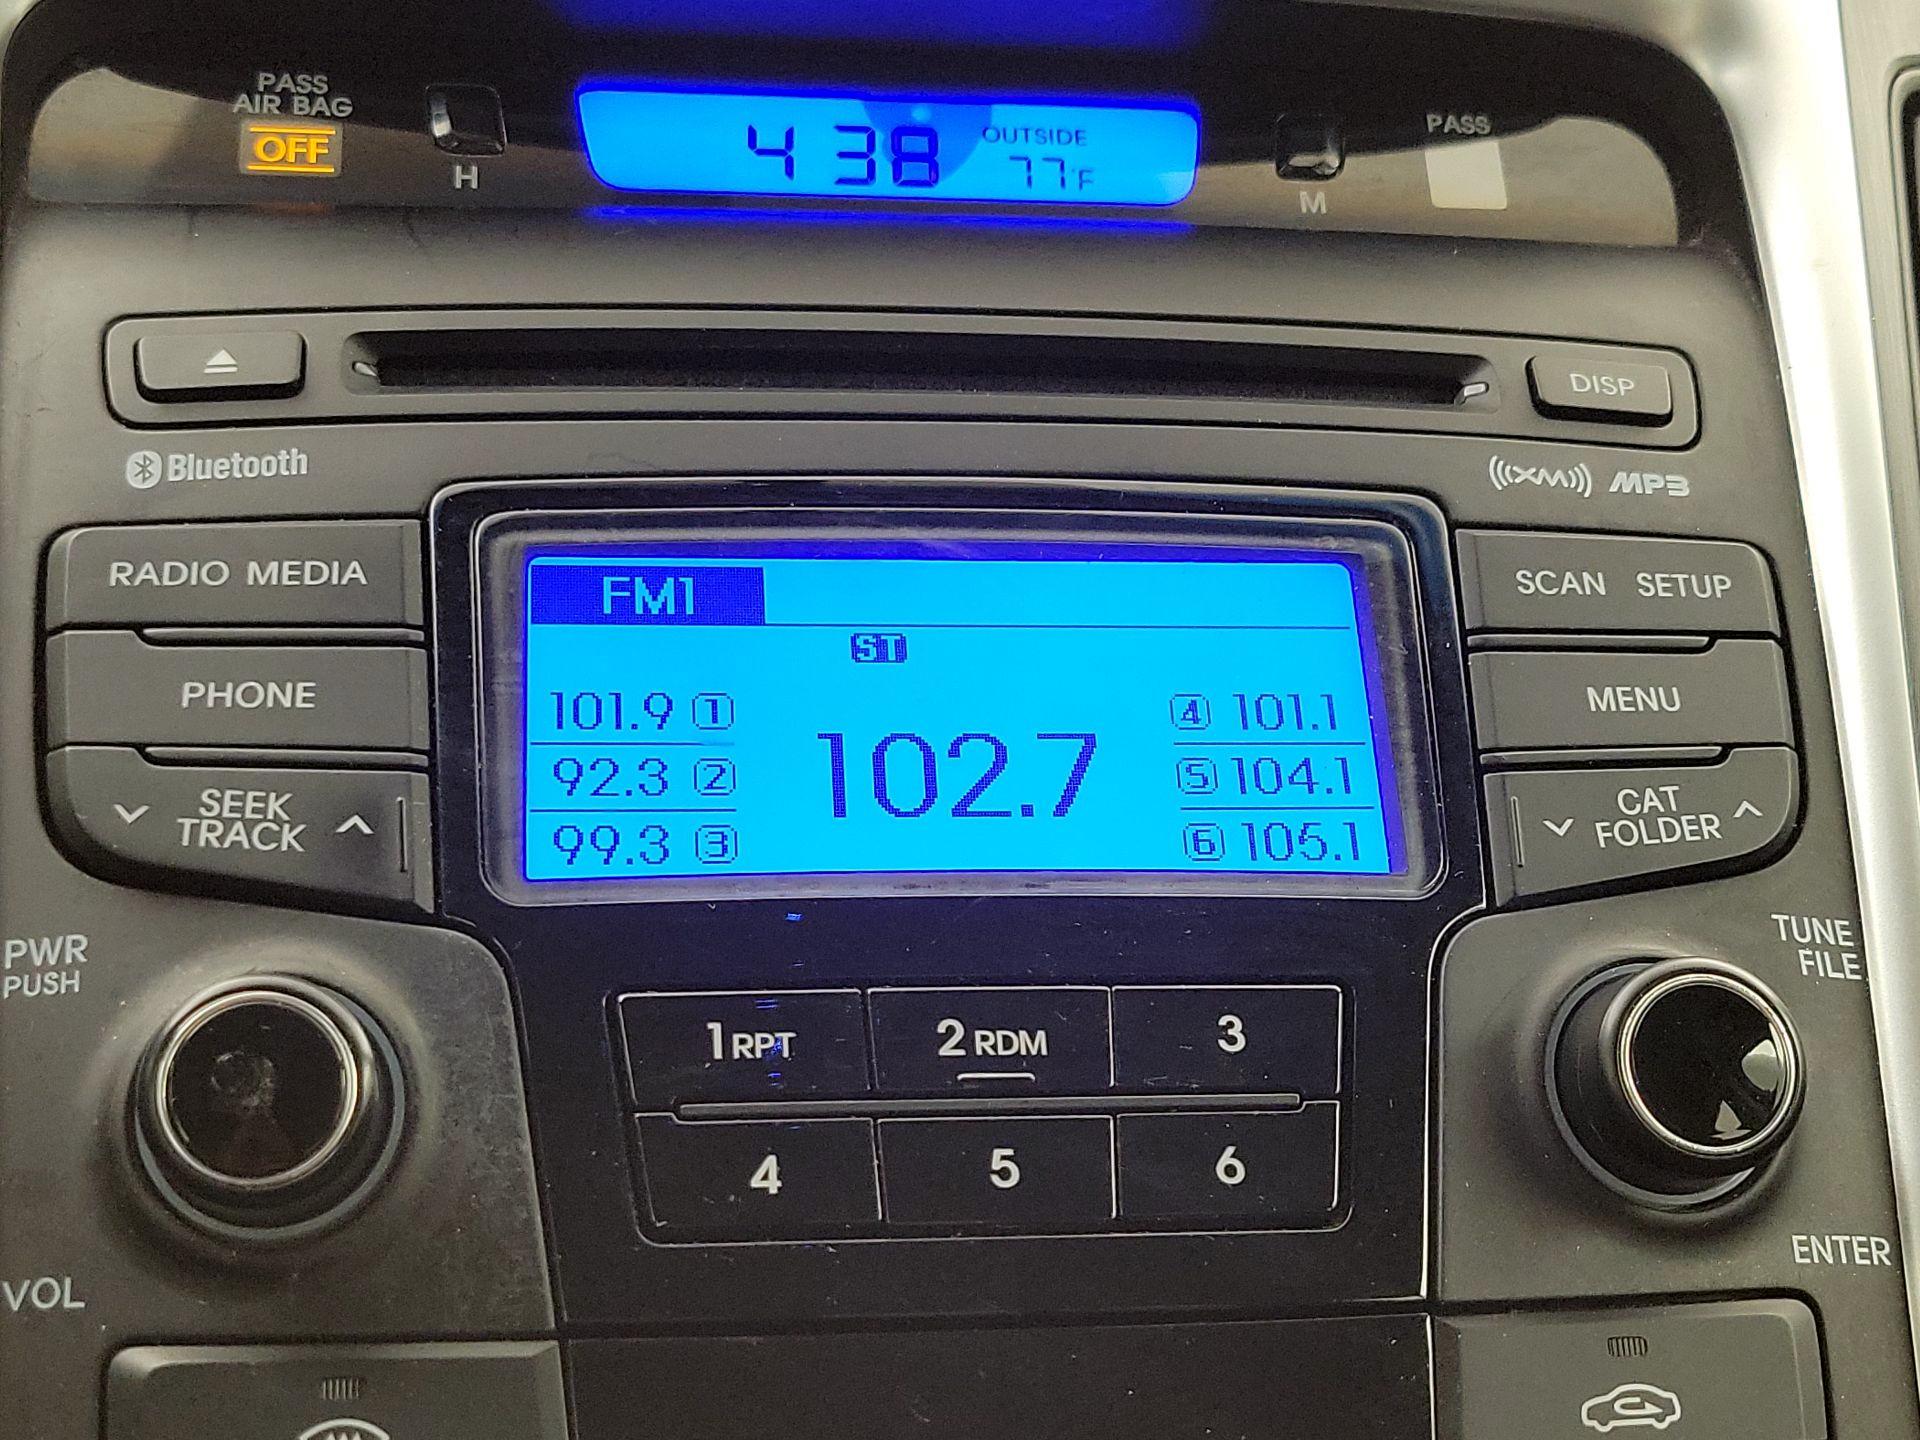 PASS
AIR BAG
OFF
H
4 38
OUTSIDE
77°F
M
PASS
DISP
Bluetooth
((XM)) MP3
RADIO MEDIA
PHONE
SEEK
TRACK
FM1
ST
101.9 1
92.3 2
99.3 3
102.7
4 101.1
5 104.1
6 105.1
SCAN SETUP
MENU
CAT
FOLDER
PWR
PUSH
VOL
1 RPT
2 RDM
3
4
5
6
TUNE
FILE
ENTER